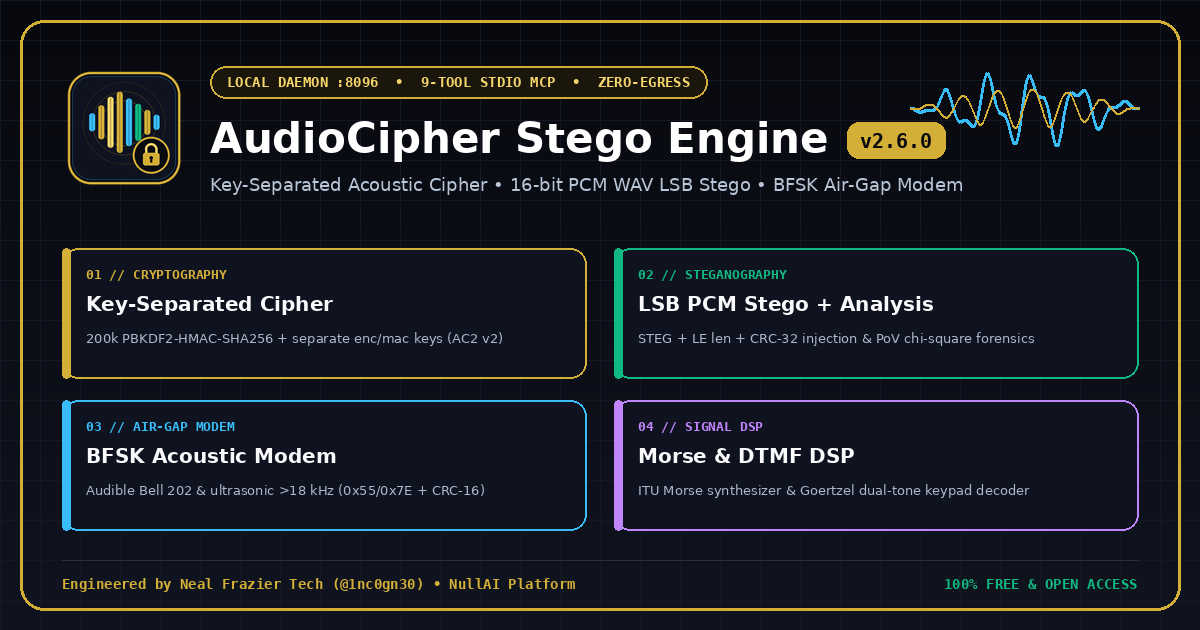 LOCAL DAEMON :8096 • 9-TOOL STDIO MCP • ZERO-EGRESS
AudioCipher Stego Engine v2.6.0
Key-Separated Acoustic Cipher • 16-bit PCM WAV LSB Stego • BFSK Air-Gap Modem
01 // CRYPTOGRAPHY
Key-Separated Cipher
200k PBKDF2-HMAC-SHA256 + separate enc/mac keys (AC2 v2)
02 // STEGANOGRAPHY
LSB PCM Stego + Analysis
STEG + LE len + CRC-32 injection & PoV chi-square forensics
03 // AIR-GAP MODEM
BFSK Acoustic Modem
Audible Bell 202 & ultrasonic >18 kHz (0x55/0x7E + CRC-16)
04 // SIGNAL DSP
Morse & DTMF DSP
ITU Morse synthesizer & Goertzel dual-tone keypad decoder
Engineered by Neal Frazier Tech (@1nc0gn30) • NullAI Platform
100% FREE & OPEN ACCESS